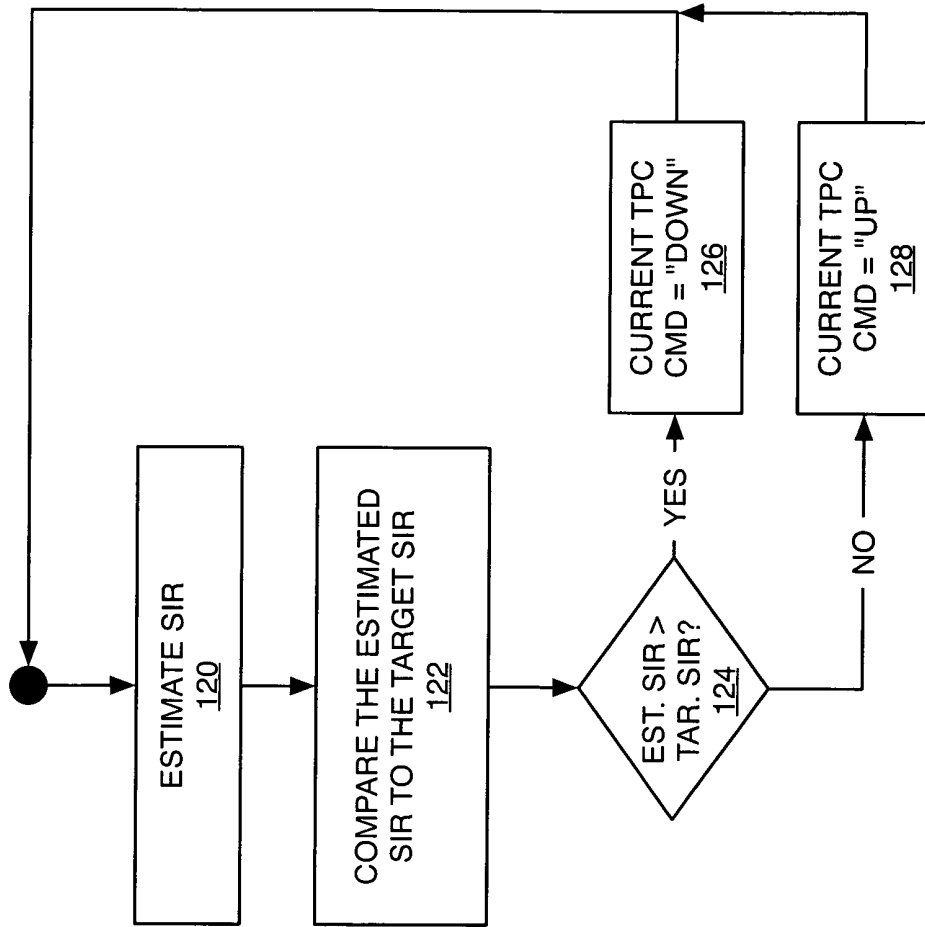 ESTIMATE SIR
120
COMPARE THE ESTIMATED
SIR TO THE TARGET SIR
122
EST. SIR >
TAR. SIR?
124
YES
NO
CURRENT TPC
CMD = "DOWN"
126
CURRENT TPC
CMD = "UP"
128